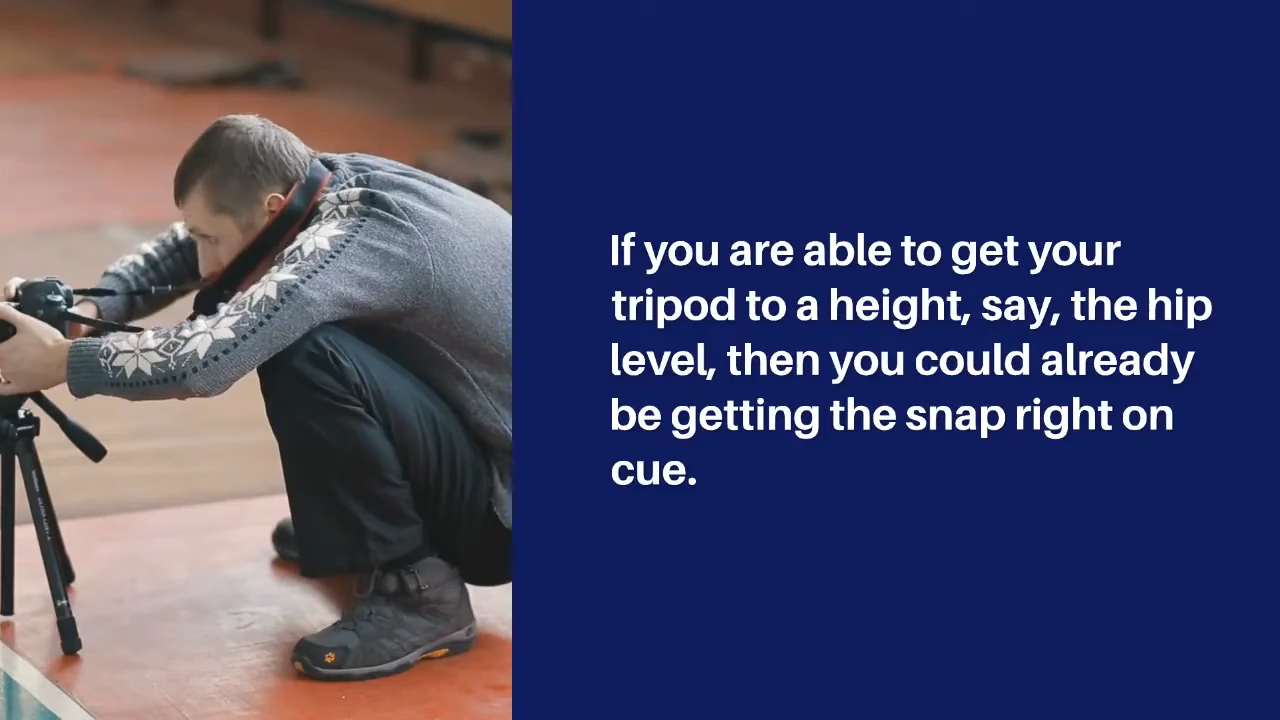 If you are able to get your
tripod to a height, say, the hip
level, then you could already
be getting the snap right on
cue.